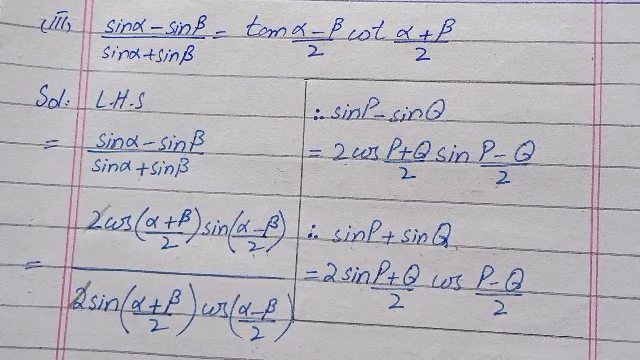 viii, sinα - sinβ / sinα + sinβ = tan α - β / 2 cot α + β / 2
Sol: L.H.S
= sinα - sinβ / sinα + sinβ
= 2cos(α + β / 2) sin(α - β / 2) / 2sin(α + β / 2) cos(α - β / 2)
∴ sinP - sinQ
= 2cos P+Q / 2 sin P - Q / 2
∴ sinP + sinQ
= 2sin P+Q / 2 cos P - Q / 2